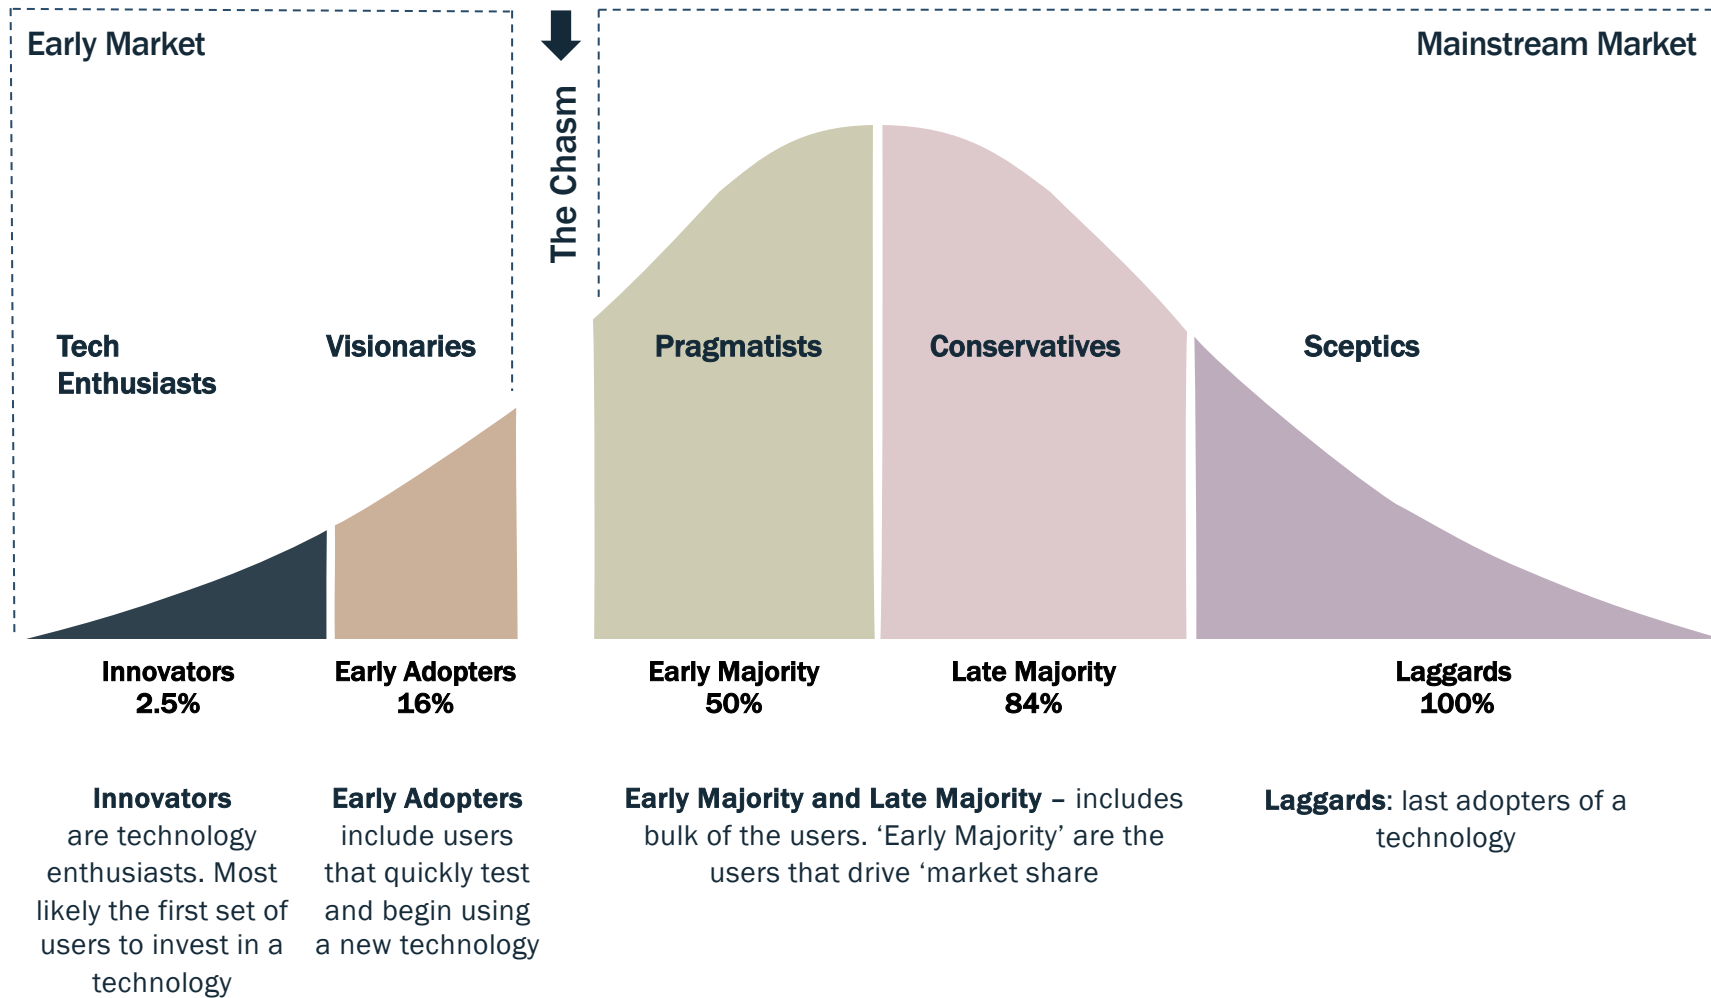 Early Market
The Chasm
Mainstream Market
Tech
Enthusiasts
Visionaries
Pragmatists
Conservatives
Sceptics
Innovators
2.5%
Early Adopters
16%
Early Majority
50%
Late Majority
84%
Laggards
100%
Innovators
are technology
enthusiasts. Most
likely the first set of
users to invest in a
technology
Early Adopters
include users
that quickly test
and begin using
a new technology
Early Majority and Late Majority – includes
bulk of the users. ‘Early Majority’ are the
users that drive ‘market share
Laggards: last adopters of a
technology